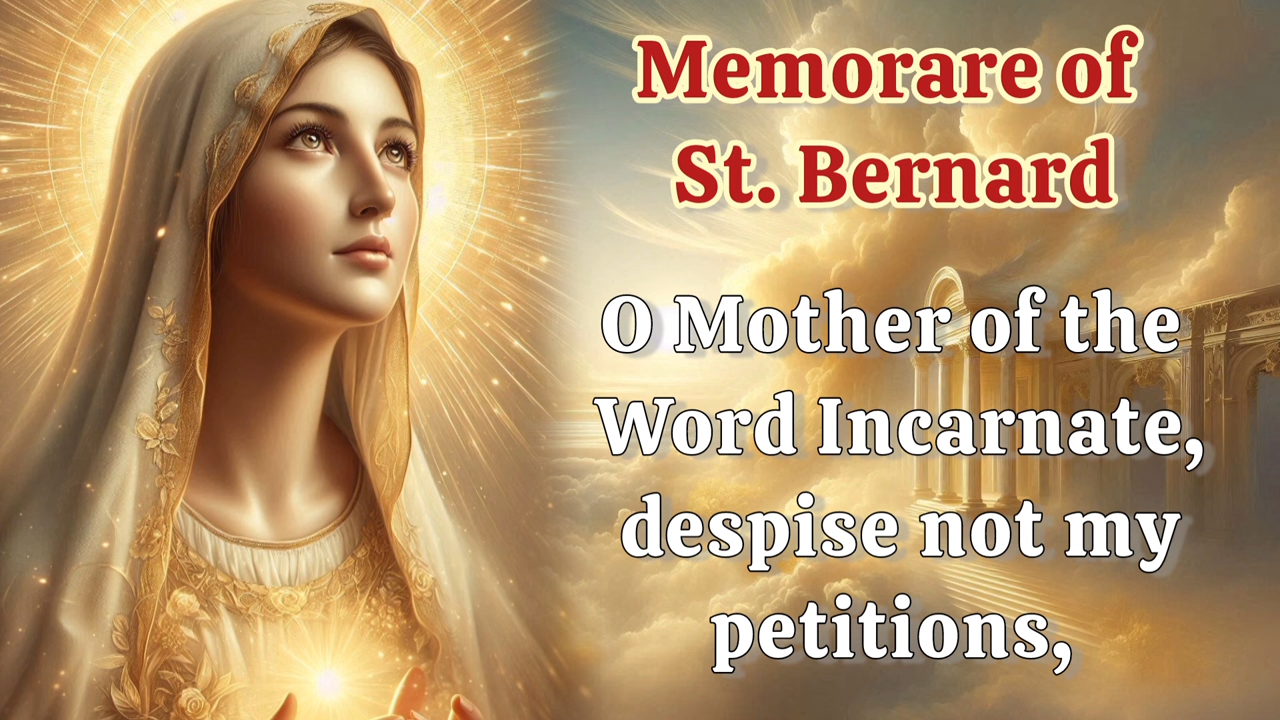 Memorare of
St. Bernard
O Mother of the
Word Incarnate,
despise not my
petitions,